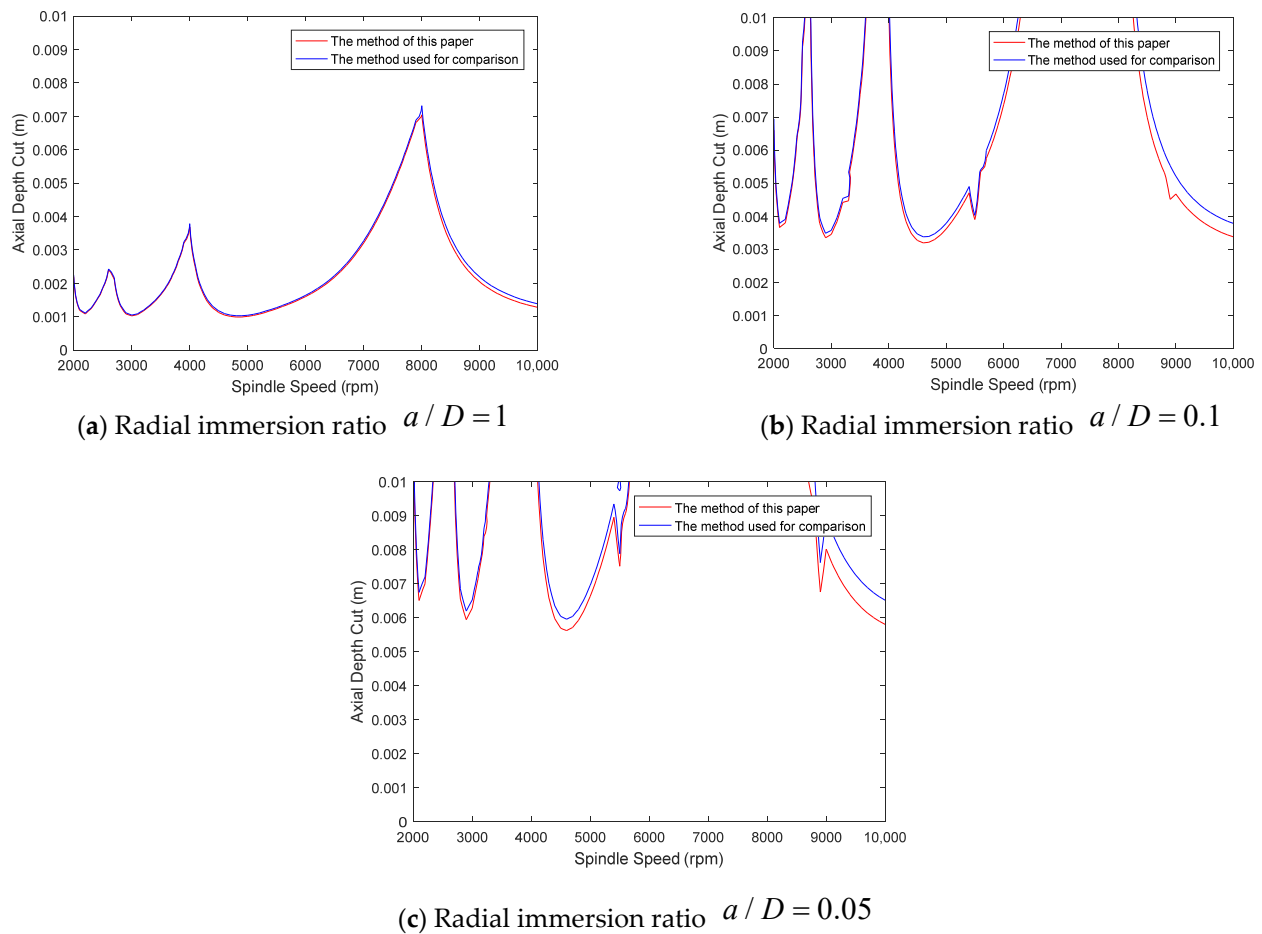 0.01
0.009
0.008
0.007
0.006
0.005
0.004
0.003
0.002
0.001
0
Axial Depth Cut (m)
The method of this paper
The method used for comparison
2000 3000 4000 5000 6000 7000 8000 9000 10,000
Spindle Speed (rpm)
(a) Radial immersion ratio a / D = 1
0.01
0.009
0.008
0.007
0.006
0.005
0.004
0.003
0.002
0.001
0
Axial Depth Cut (m)
The method of this paper
The method used for comparison
2000 3000 4000 5000 6000 7000 8000 9000 10,000
Spindle Speed (rpm)
(b) Radial immersion ratio a / D = 0.1
0.01
0.009
0.008
0.007
0.006
0.005
0.004
0.003
0.002
0.001
0
Axial Depth Cut (m)
The method of this paper
The method used for comparison
2000 3000 4000 5000 6000 7000 8000 9000 10,000
Spindle Speed (rpm)
(c) Radial immersion ratio a / D = 0.05